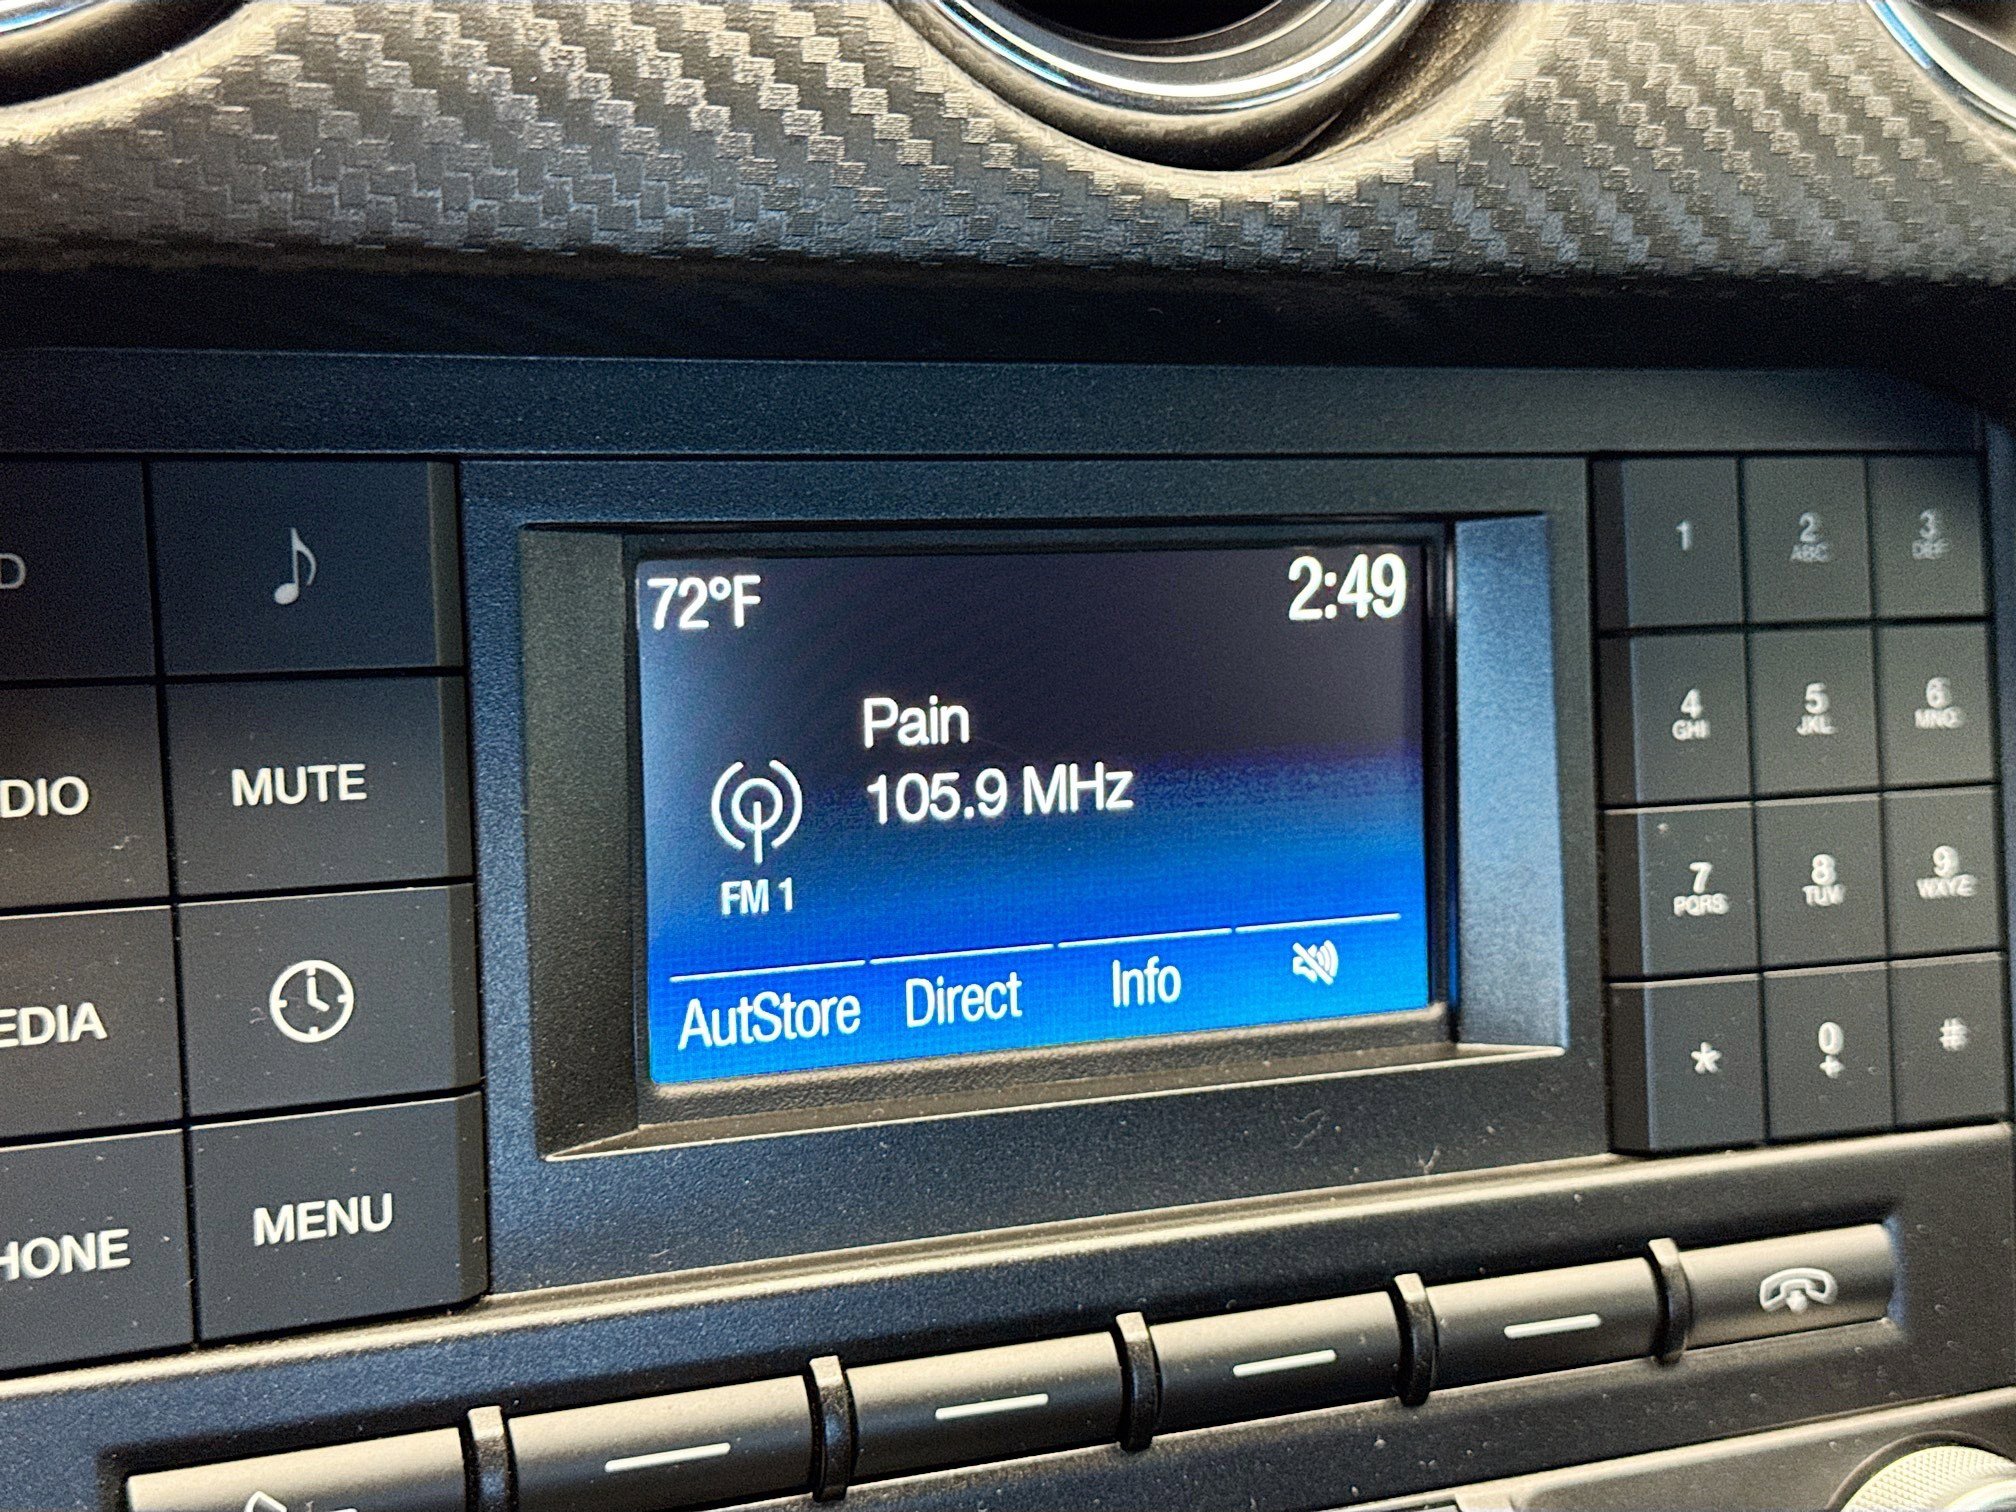 72°F
2:49
Pain
105.9 MHz
FM 1
AutStore
Direct
Info
D
DIO
MUTE
EDIA
HONE
MENU
1
2
ABC
3
DEF
4
GHI
5
JKL
6
MNO
7
PQRS
8
TUV
9
WXYZ
*
0
+
#